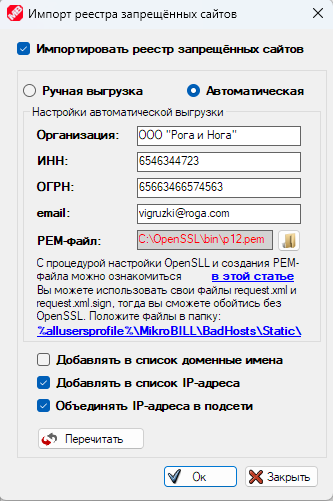 Импорт реестра запрещённых сайтов
Импортировать реестр запрещённых сайтов
Ручная выгрузка Автоматическая
Настройки автоматической выгрузки
Организация: ООО "Рога и Нога"
ИНН: 6546344723
ОГРН: 65663466574563
email: vigruzki@roga.com
PEM-файл: C:\OpenSSL\bin\p12.pem
С процедурой настройки OpenSLL и создания PEM-
файла можно ознакомиться в этой статье
Вы можете использовать свои файлы request.xml и
request.xml.sign, тогда вы сможете обойтись без
OpenSSL. Положите файлы в папку:
%allusersprofile%\MikroBILL\BadHosts\Static\
Добавлять в список доменные имена
Добавлять в список IP-адреса
Объединять IP-адреса в подсети
Перечитать
Ок Закрыть